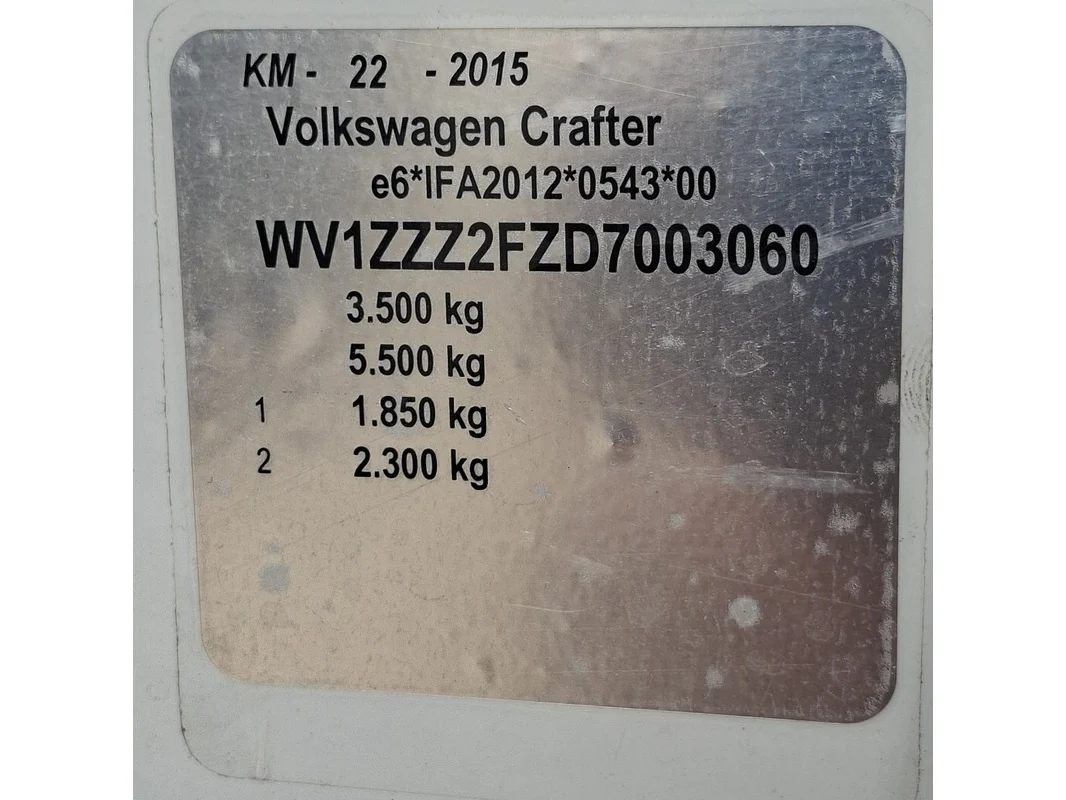 KM - 22 - 2015
Volkswagen Crafter
e6*IFA2012*0543*00
WV1ZZZ2FZD7003060
3.500 kg
5.500 kg
1 1.850 kg
2 2.300 kg